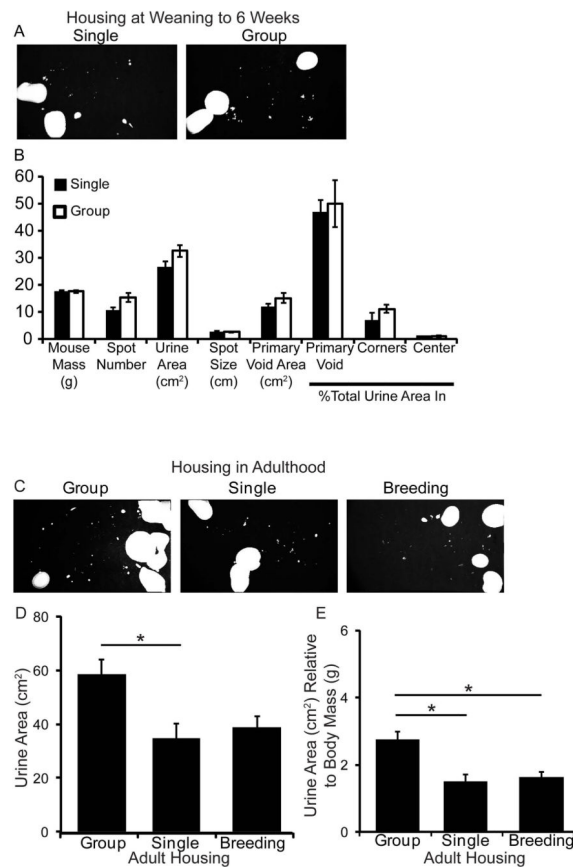 Housing at Weaning to 6 Weeks
A
Single
Group
B
60
50
40
30
20
10
0
Single
Group
Mouse Mass (g)
Spot Number
Urine Area (cm²)
Spot Size (cm)
Primary Void Area (cm²)
Primary Void
Corners
Center
%Total Urine Area In
Housing in Adulthood
C
Group
Single
Breeding
D
Urine Area (cm²)
80
60
40
20
0
*
Group
Single
Breeding
Adult Housing
E
Urine Area (cm²) Relative
to Body Mass (g)
6
4
2
0
*
*
Group
Single
Breeding
Adult Housing